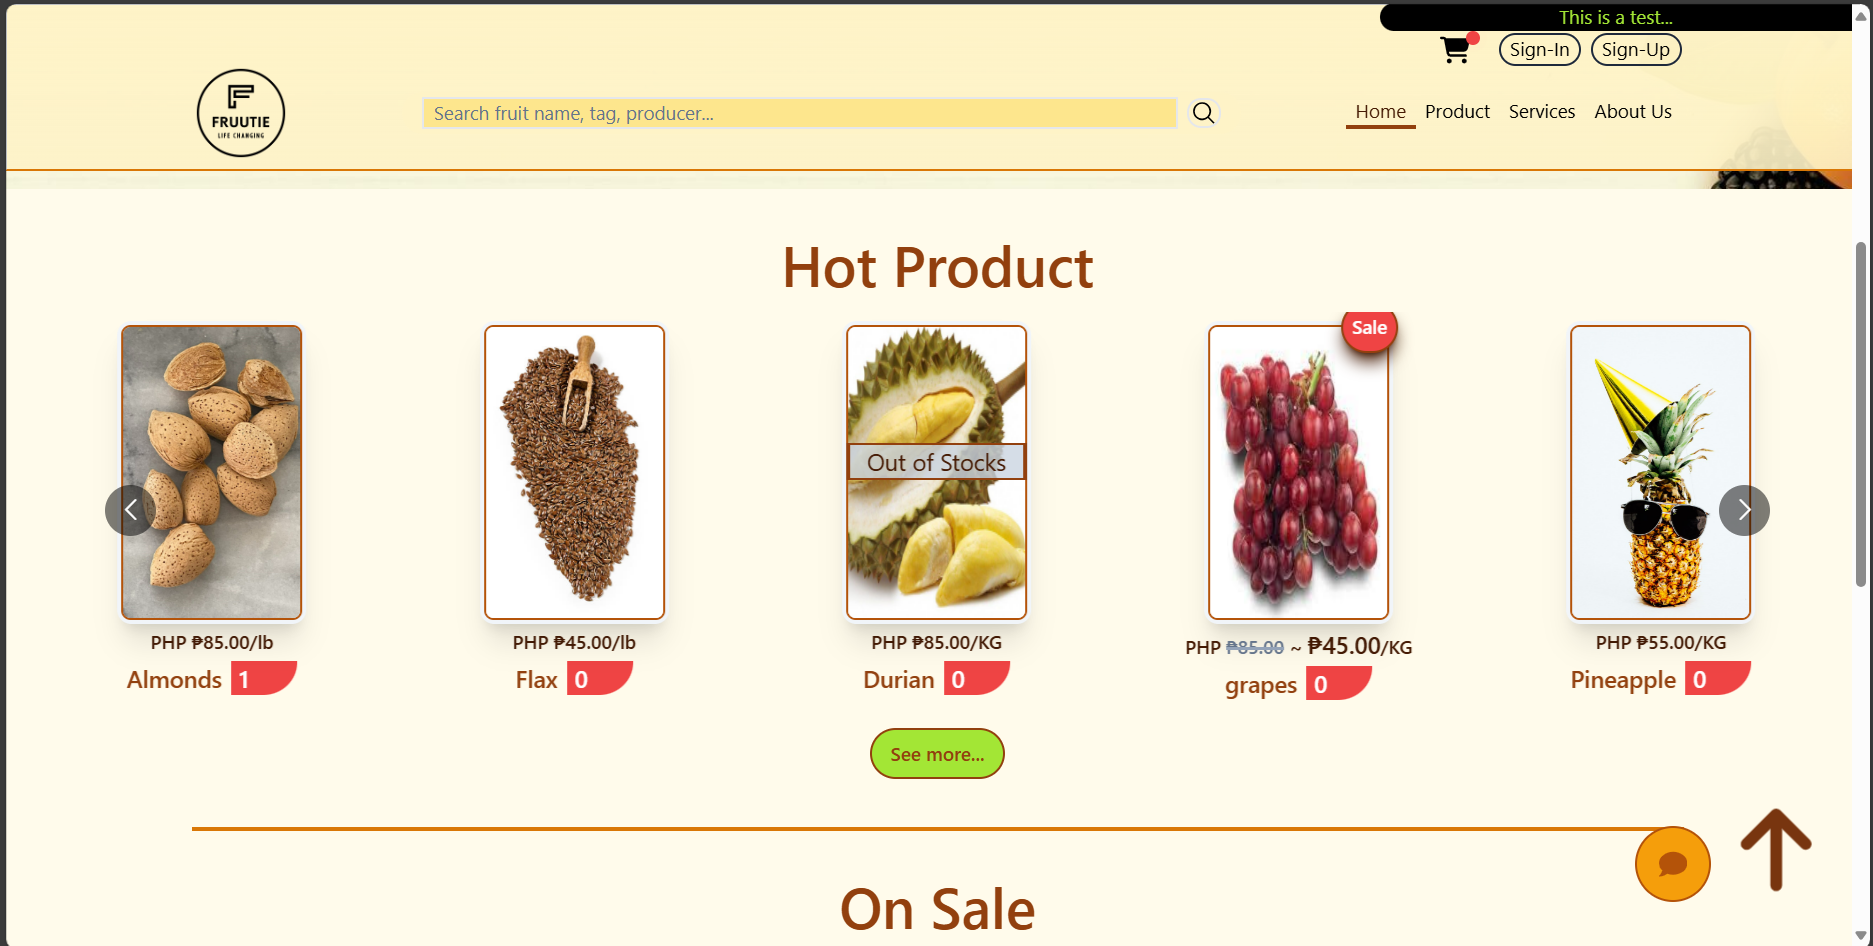 This is a test...
Sign-In Sign-Up
FRUUTIE
LIFE CHANGING
Search fruit name, tag, producer...
Home Product Services About Us
Hot Product
Sale
Out of Stocks
PHP ₱85.00/lb
Almonds 1
PHP ₱45.00/lb
Flax 0
PHP ₱85.00/KG
Durian 0
PHP ₱85.00 ~ ₱45.00/KG
grapes 0
PHP ₱55.00/KG
Pineapple 0
See more...
On Sale